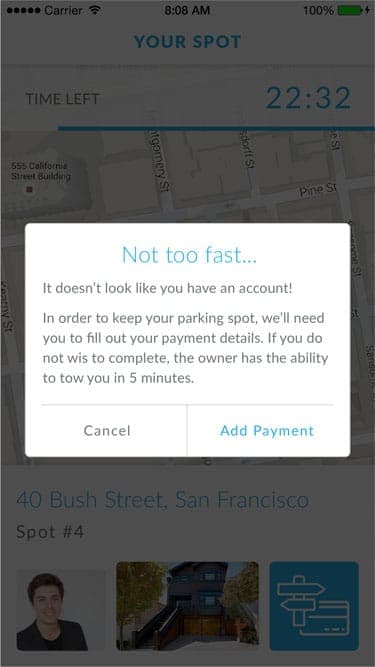 ●●●●● Carrier 8:08 AM 100%
YOUR SPOT
TIME LEFT 22:32
555 California
Street Building
Pine St
Kearny St
Not too fast...
It doesn't look like you have an account!
In order to keep your parking spot, we'll need
you to fill out your payment details. If you do
not wis to complete, the owner has the ability
to tow you in 5 minutes.
Cancel Add Payment
40 Bush Street, San Francisco
Spot #4